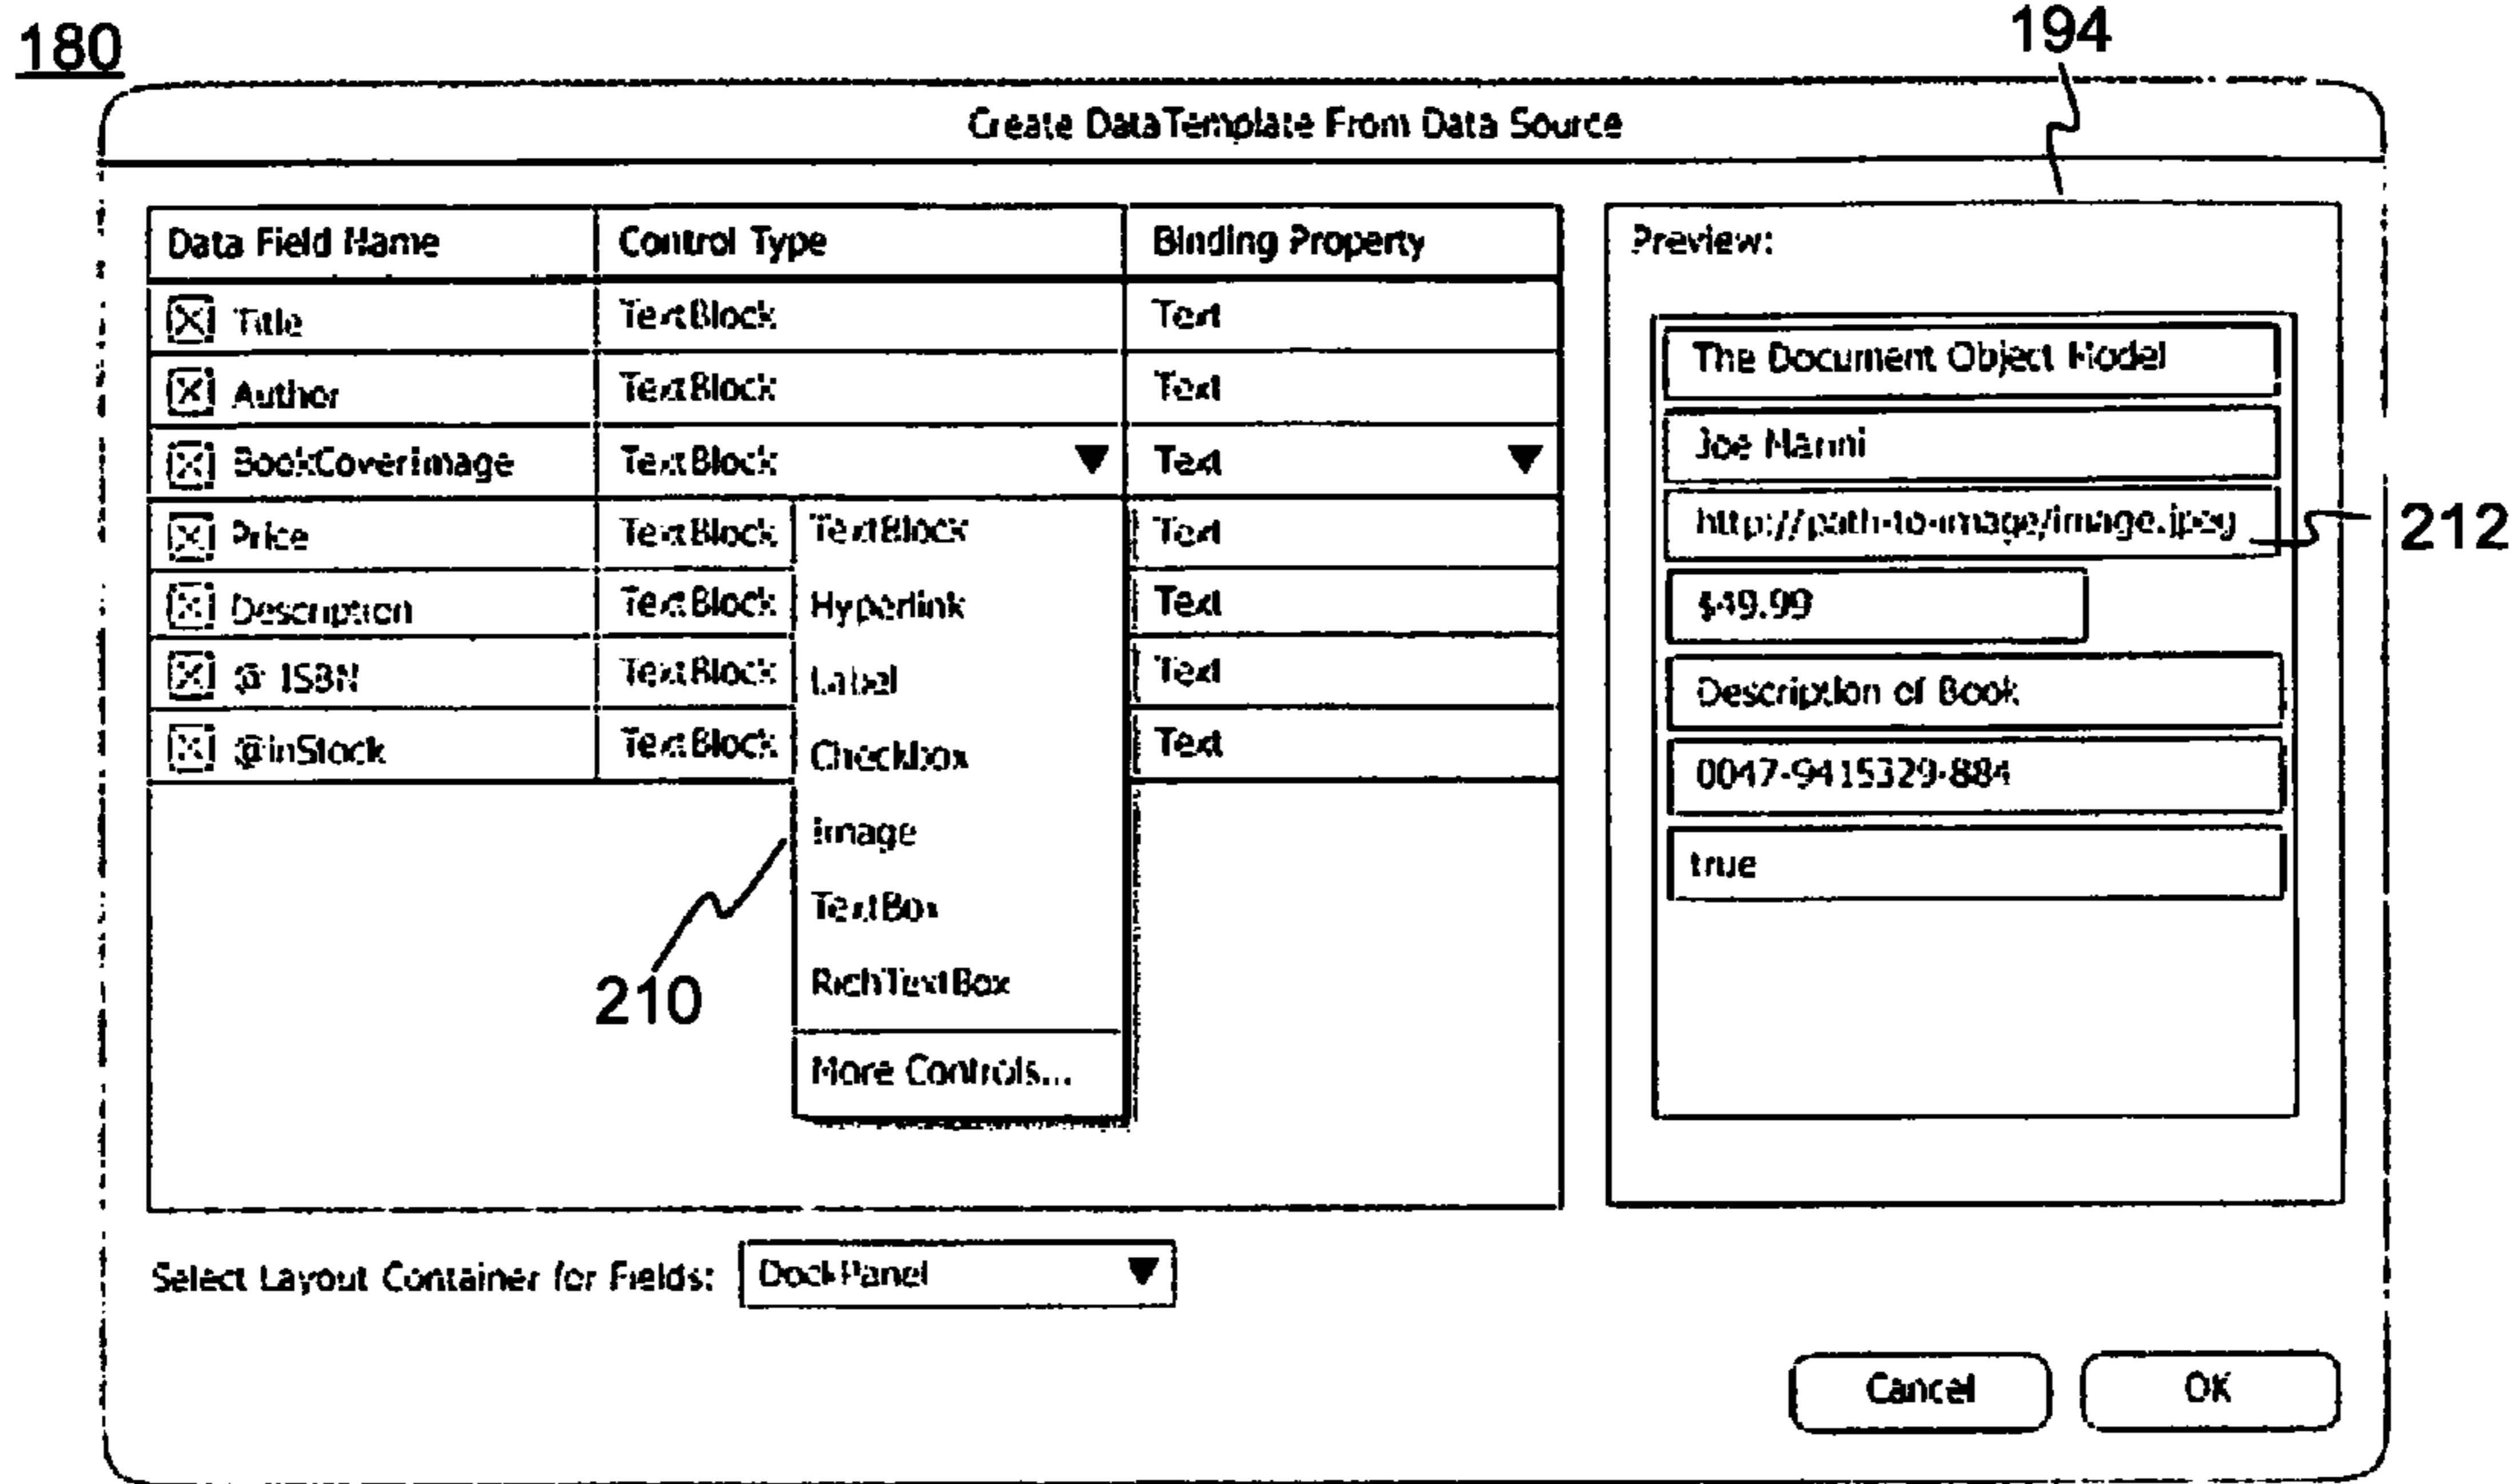 180
194
Create DataTemplate From Data Source
Data Field Name Control Type Binding Property
Title TextBlock Text
Author TextBlock Text
BookCoverImage TextBlock Text
Price TextBlock Text
Description TextBlock Text
@ ISBN TextBlock Text
@inStock TextBlock Text
TextBlock
Hyperlink
Label
Checkbox
Image
TextBox
RichTextBox
More Controls...
210
Preview:
The Document Object Model
Joe Manni
http://path-to-image/image.jpeg
212
$49.99
Description of Book
0047-9415329-884
true
Select Layout Container for Fields: DockPanel
Cancel OK